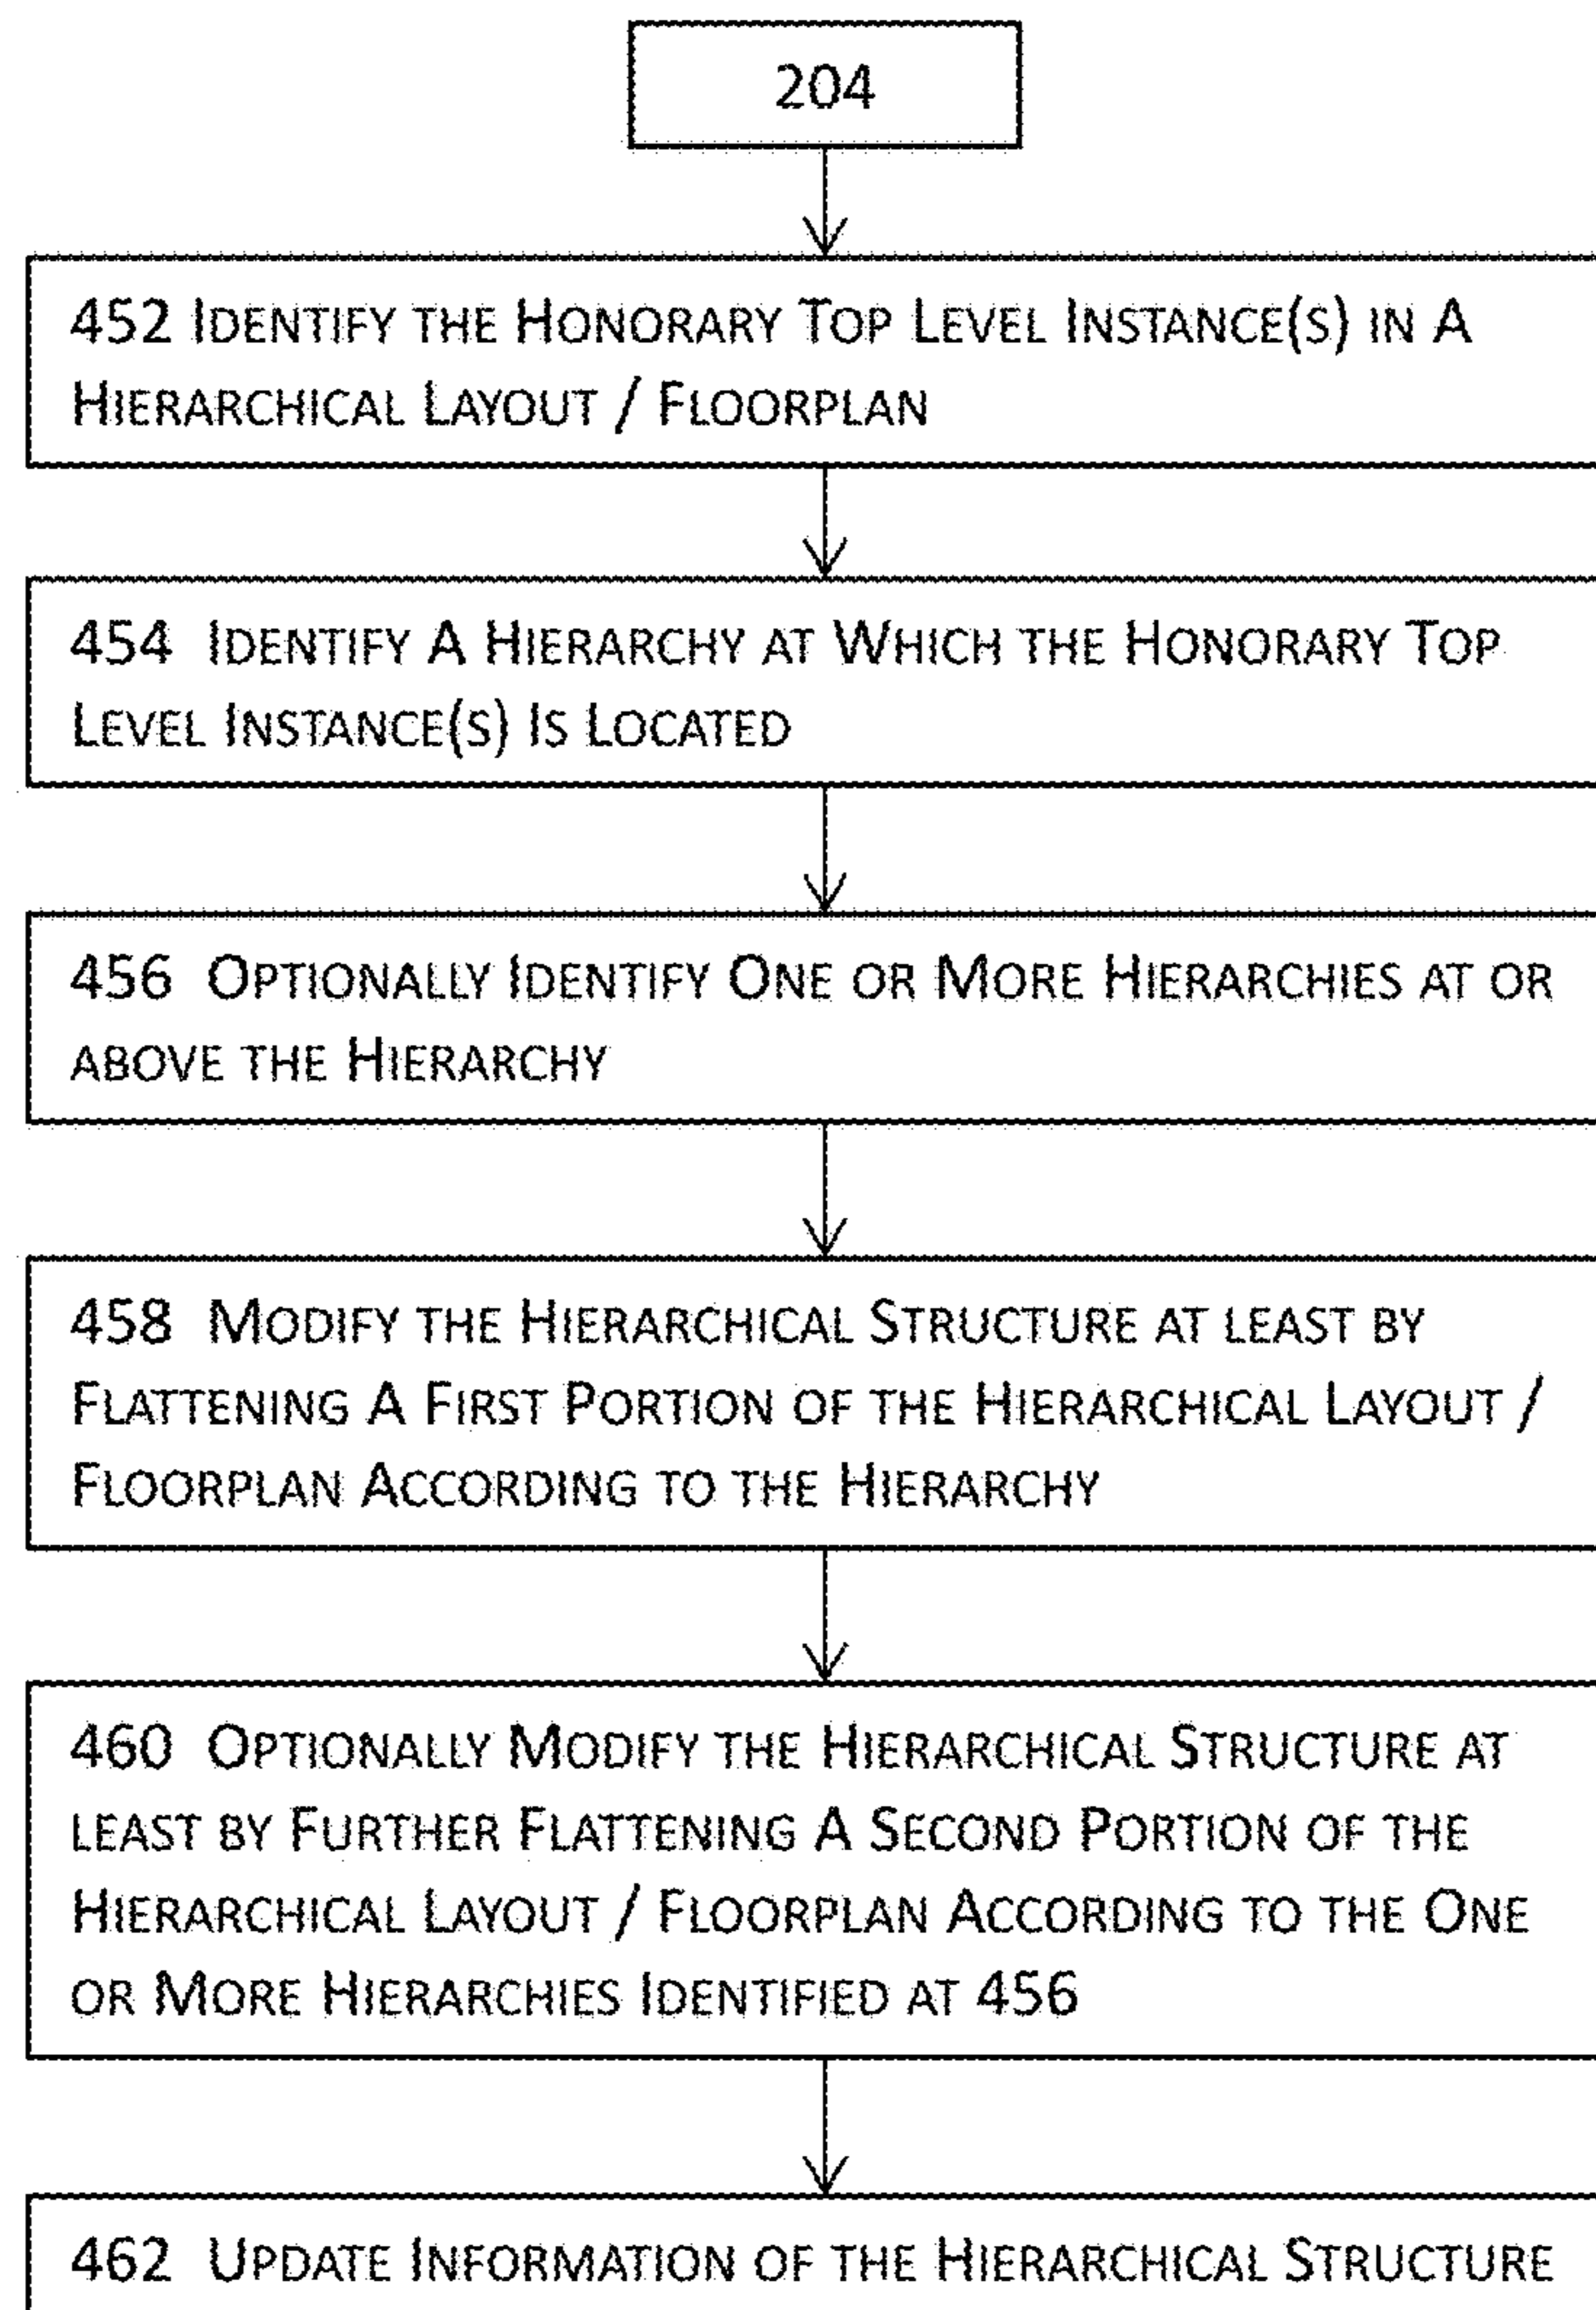 204
452 Identify the Honorary Top Level Instance(s) in A
Hierarchical Layout / Floorplan
454 Identify A Hierarchy at Which the Honorary Top
Level Instance(s) Is Located
456 Optionally Identify One or More Hierarchies at or
above the Hierarchy
458 Modify the Hierarchical Structure at least by
Flattening A First Portion of the Hierarchical Layout /
Floorplan According to the Hierarchy
460 Optionally Modify the Hierarchical Structure at
least by Further Flattening A Second Portion of the
Hierarchical Layout / Floorplan According to the One
or More Hierarchies Identified at 456
462 Update Information of the Hierarchical Structure